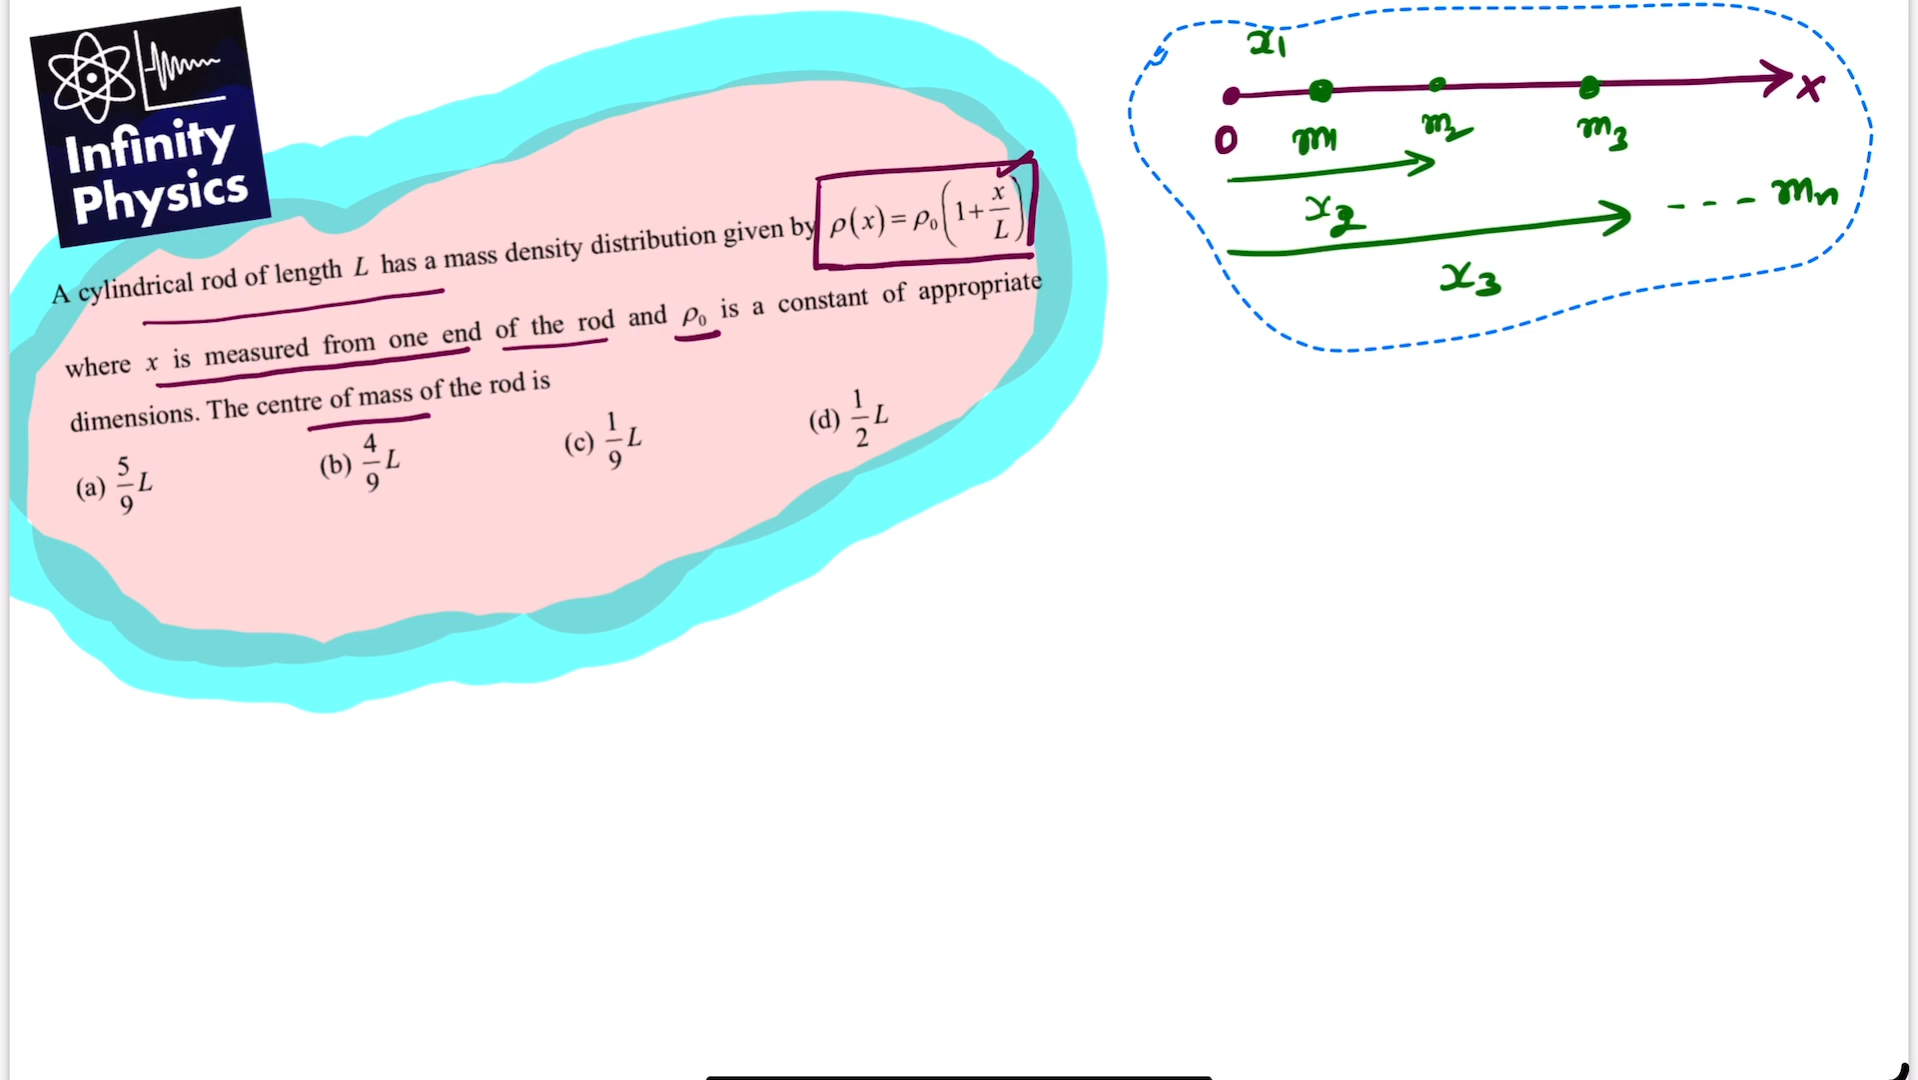 Infinity
Physics
A cylindrical rod of length L has a mass density distribution given by ρ(x) = ρ₀(1+x/L)
where x is measured from one end of the rod and ρ₀ is a constant of appropriate
dimensions. The centre of mass of the rod is
(a) 5/9 L (b) 4/9 L (c) 1/9 L (d) 1/2 L
x₁
x
0 m₁ m₂ m₃
x₂
---- mₙ
x₃